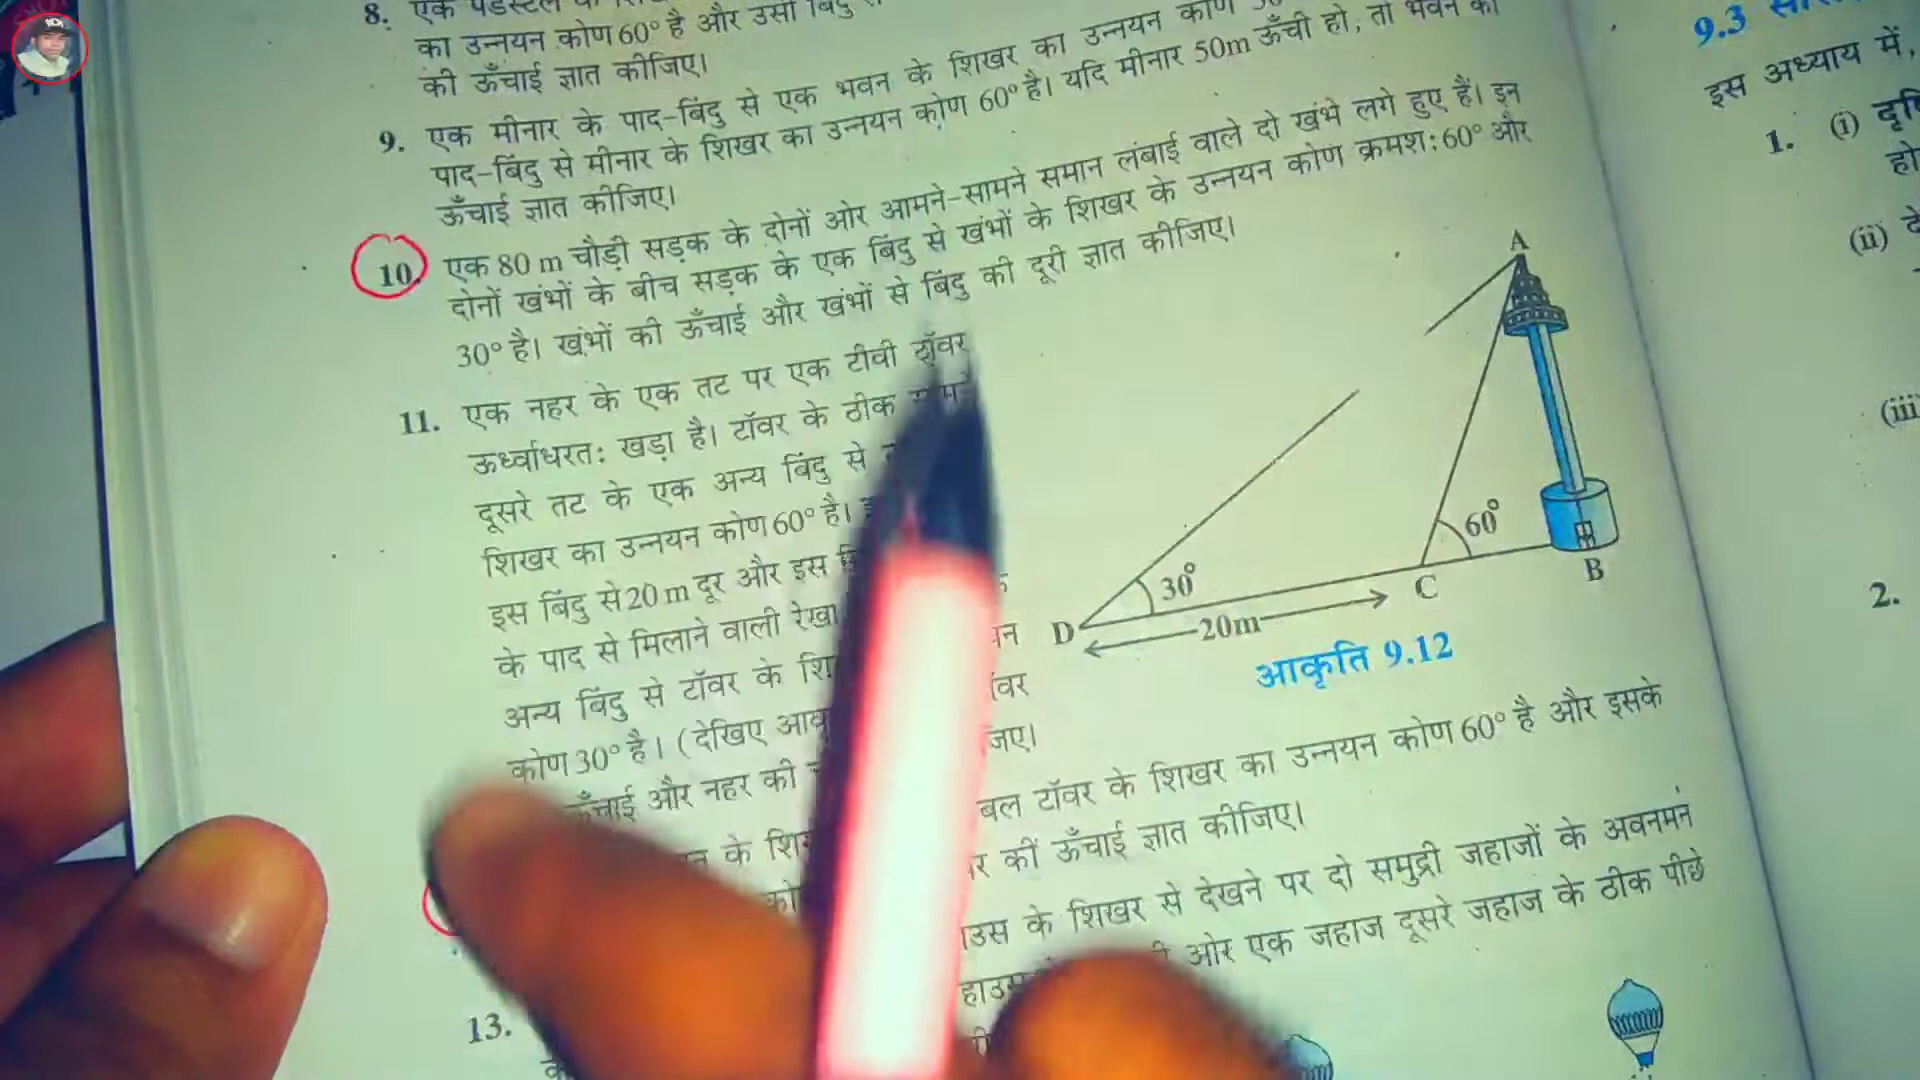 8. एक
का उन्नयन कोण 60° है और उसी बिंदु
की ऊँचाई ज्ञात कीजिए।
9. एक मीनार के पाद-बिंदु से एक भवन के शिखर का उन्नयन कोण
पाद-बिंदु से मीनार के शिखर का उन्नयन कोण 60° है। यदि मीनार 50m ऊँची हो, तो भवन की
ऊँचाई ज्ञात कीजिए।
10. एक 80 m चौड़ी सड़क के दोनों ओर आमने-सामने समान लंबाई वाले दो खंभे लगे हुए हैं। इन
दोनों खंभों के बीच सड़क के एक बिंदु से खंभों के शिखर के उन्नयन कोण क्रमश: 60° और
30° है। खंभों की ऊँचाई और खंभों से बिंदु की दूरी ज्ञात कीजिए।
11. एक नहर के एक तट पर एक टीवी टॉवर
ऊर्ध्वाधरत: खड़ा है। टॉवर के ठीक
दूसरे तट के एक अन्य बिंदु से
शिखर का उन्नयन कोण 60° है।
इस बिंदु से 20 m दूर और इस
के पाद से मिलाने वाली रेखा
अन्य बिंदु से टॉवर के
कोण 30° है। (देखिए
ऊँचाई और नहर की
A
60°
30°
D
C
B
20m
आकृति 9.12
टॉवर के शिखर का उन्नयन कोण 60° है और इसके
के
की ऊँचाई ज्ञात कीजिए।
के शिखर से देखने पर दो समुद्री जहाजों के अवनमन
ओर एक जहाज दूसरे जहाज के ठीक पीछे
13.
9.3
इस अध्याय में,
1. (i)
(ii)
(iii)
2.